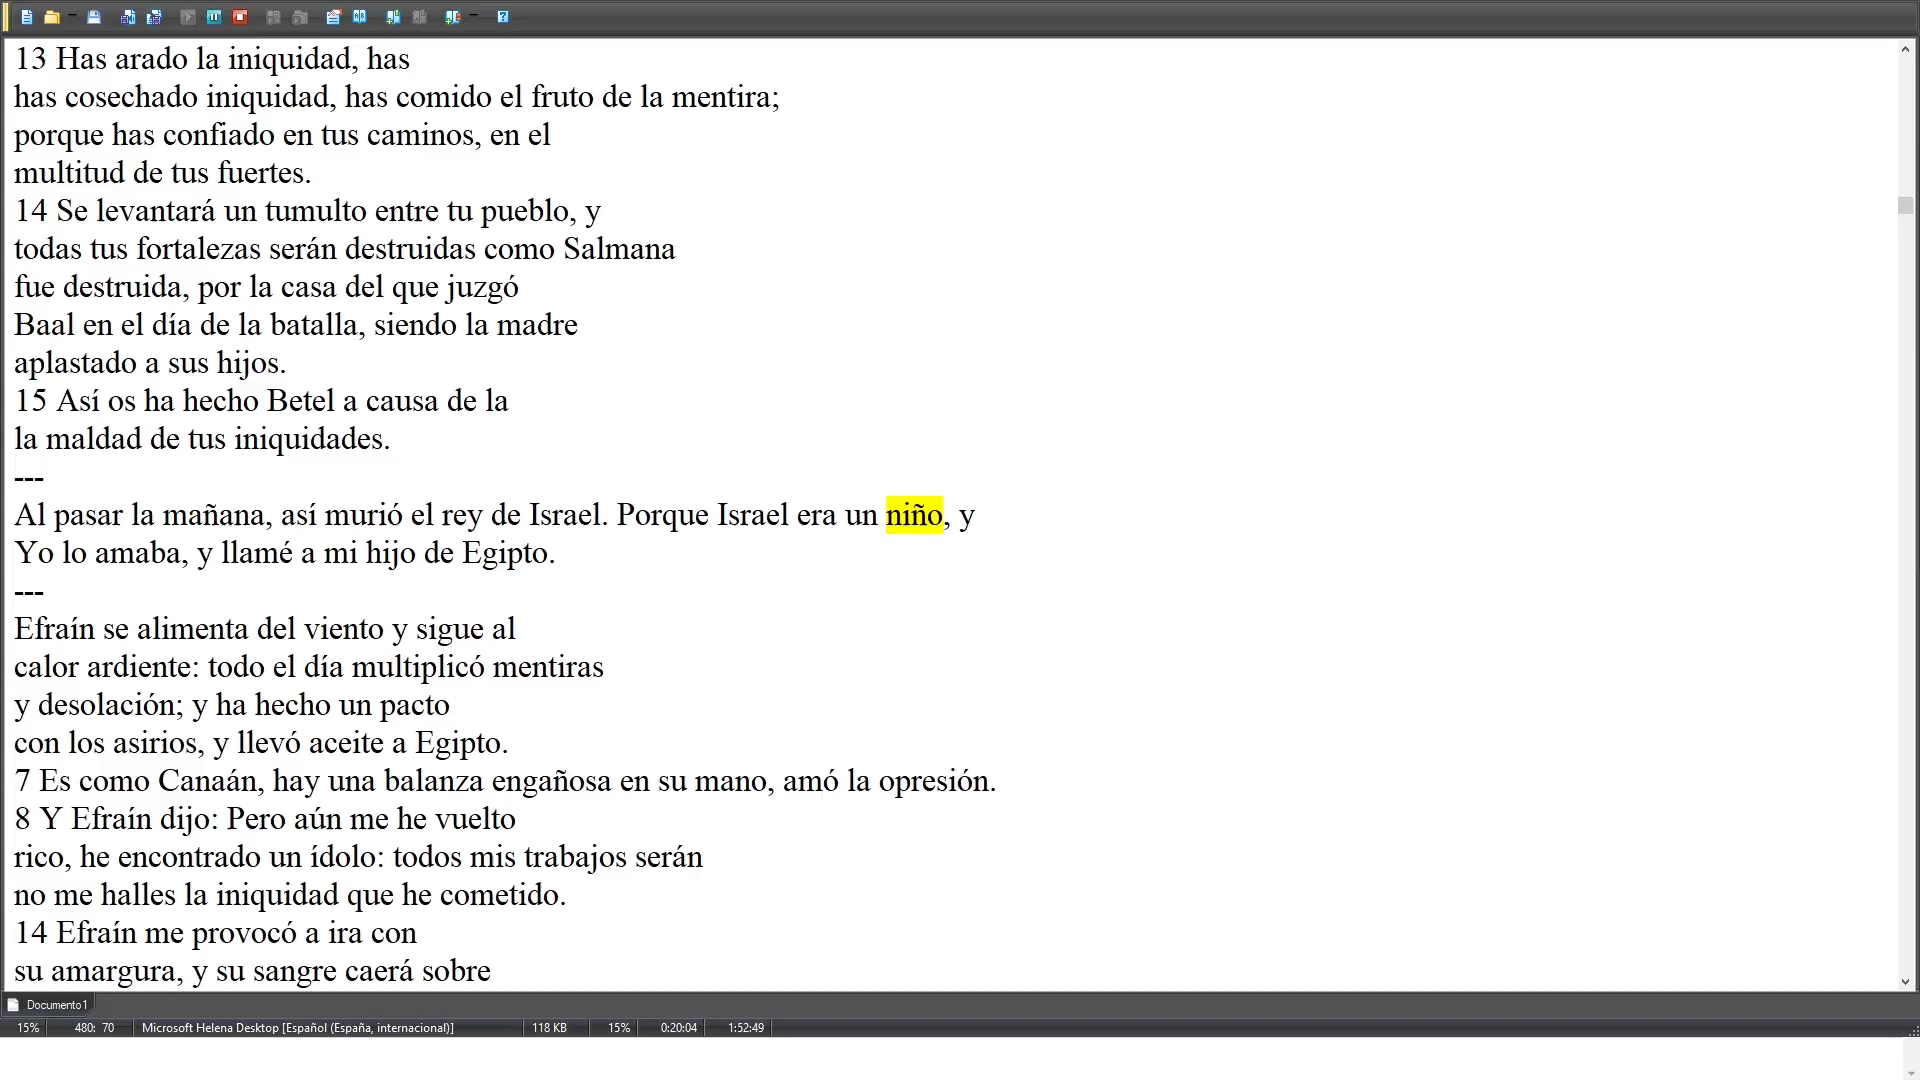 13 Has arado la iniquidad, has
has cosechado iniquidad, has comido el fruto de la mentira;
porque has confiado en tus caminos, en el
multitud de tus fuertes.
14 Se levantará un tumulto entre tu pueblo, y
todas tus fortalezas serán destruidas como Salmana
fue destruida, por la casa del que juzgó
Baal en el día de la batalla, siendo la madre
aplastado a sus hijos.
15 Así os ha hecho Betel a causa de la
la maldad de tus iniquidades.
---
Al pasar la mañana, así murió el rey de Israel. Porque Israel era un niño, y
Yo lo amaba, y llamé a mi hijo de Egipto.
---
Efraín se alimenta del viento y sigue al
calor ardiente: todo el día multiplicó mentiras
y desolación; y ha hecho un pacto
con los asirios, y llevó aceite a Egipto.
7 Es como Canaán, hay una balanza engañosa en su mano, amó la opresión.
8 Y Efraín dijo: Pero aún me he vuelto
rico, he encontrado un ídolo: todos mis trabajos serán
no me halles la iniquidad que he cometido.
14 Efraín me provocó a ira con
su amargura, y su sangre caerá sobre
Documento1
15% 480: 70 Microsoft Helena Desktop [Español (España, internacional)] 118 KB 15% 0:20:04 1:52:49